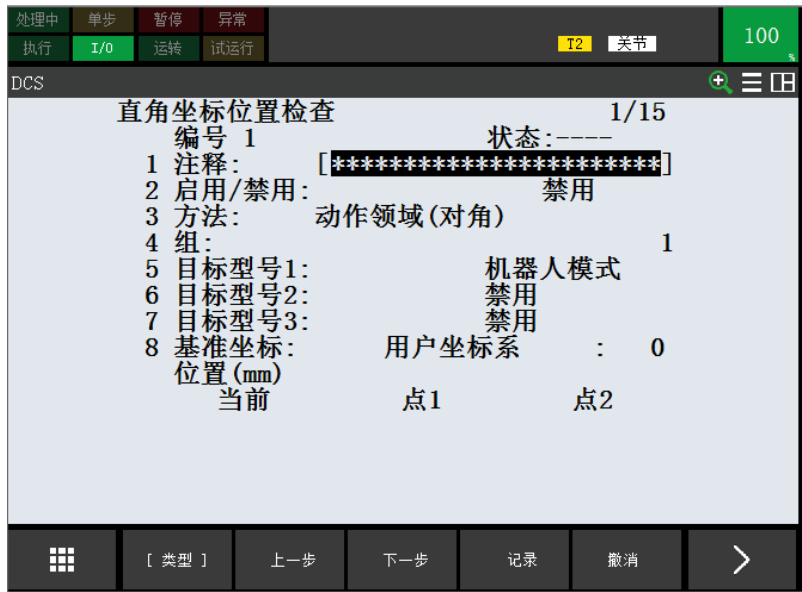 处理中 单步 暂停 异常
执行 I/O 运转 试运行 T2 关节 100 %
DCS
直角坐标位置检查 1/15
编号 1 状态:----
1 注释: [************************]
2 启用/禁用: 禁用
3 方法: 动作领域(对角)
4 组: 1
5 目标型号1: 机器人模式
6 目标型号2: 禁用
7 目标型号3: 禁用
8 基准坐标: 用户坐标系 : 0
位置(mm)
当前 点1 点2
[ 类型 ] 上一步 下一步 记录 撤消